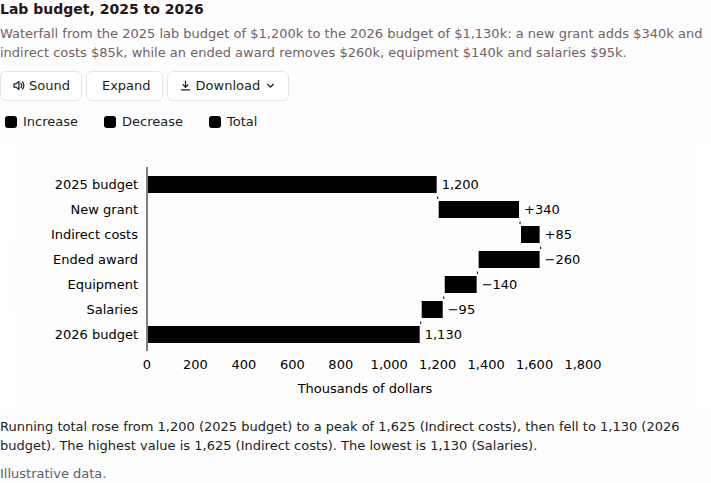 Lab budget, 2025 to 2026
Waterfall from the 2025 lab budget of $1,200k to the 2026 budget of $1,130k: a new grant adds $340k and
indirect costs $85k, while an ended award removes $260k, equipment $140k and salaries $95k.
Sound Expand Download
Increase Decrease Total
2025 budget 1,200
New grant +340
Indirect costs +85
Ended award −260
Equipment −140
Salaries −95
2026 budget 1,130
0 200 400 600 800 1,000 1,200 1,400 1,600 1,800
Thousands of dollars
Running total rose from 1,200 (2025 budget) to a peak of 1,625 (Indirect costs), then fell to 1,130 (2026
budget). The highest value is 1,625 (Indirect costs). The lowest is 1,130 (Salaries).
Illustrative data.